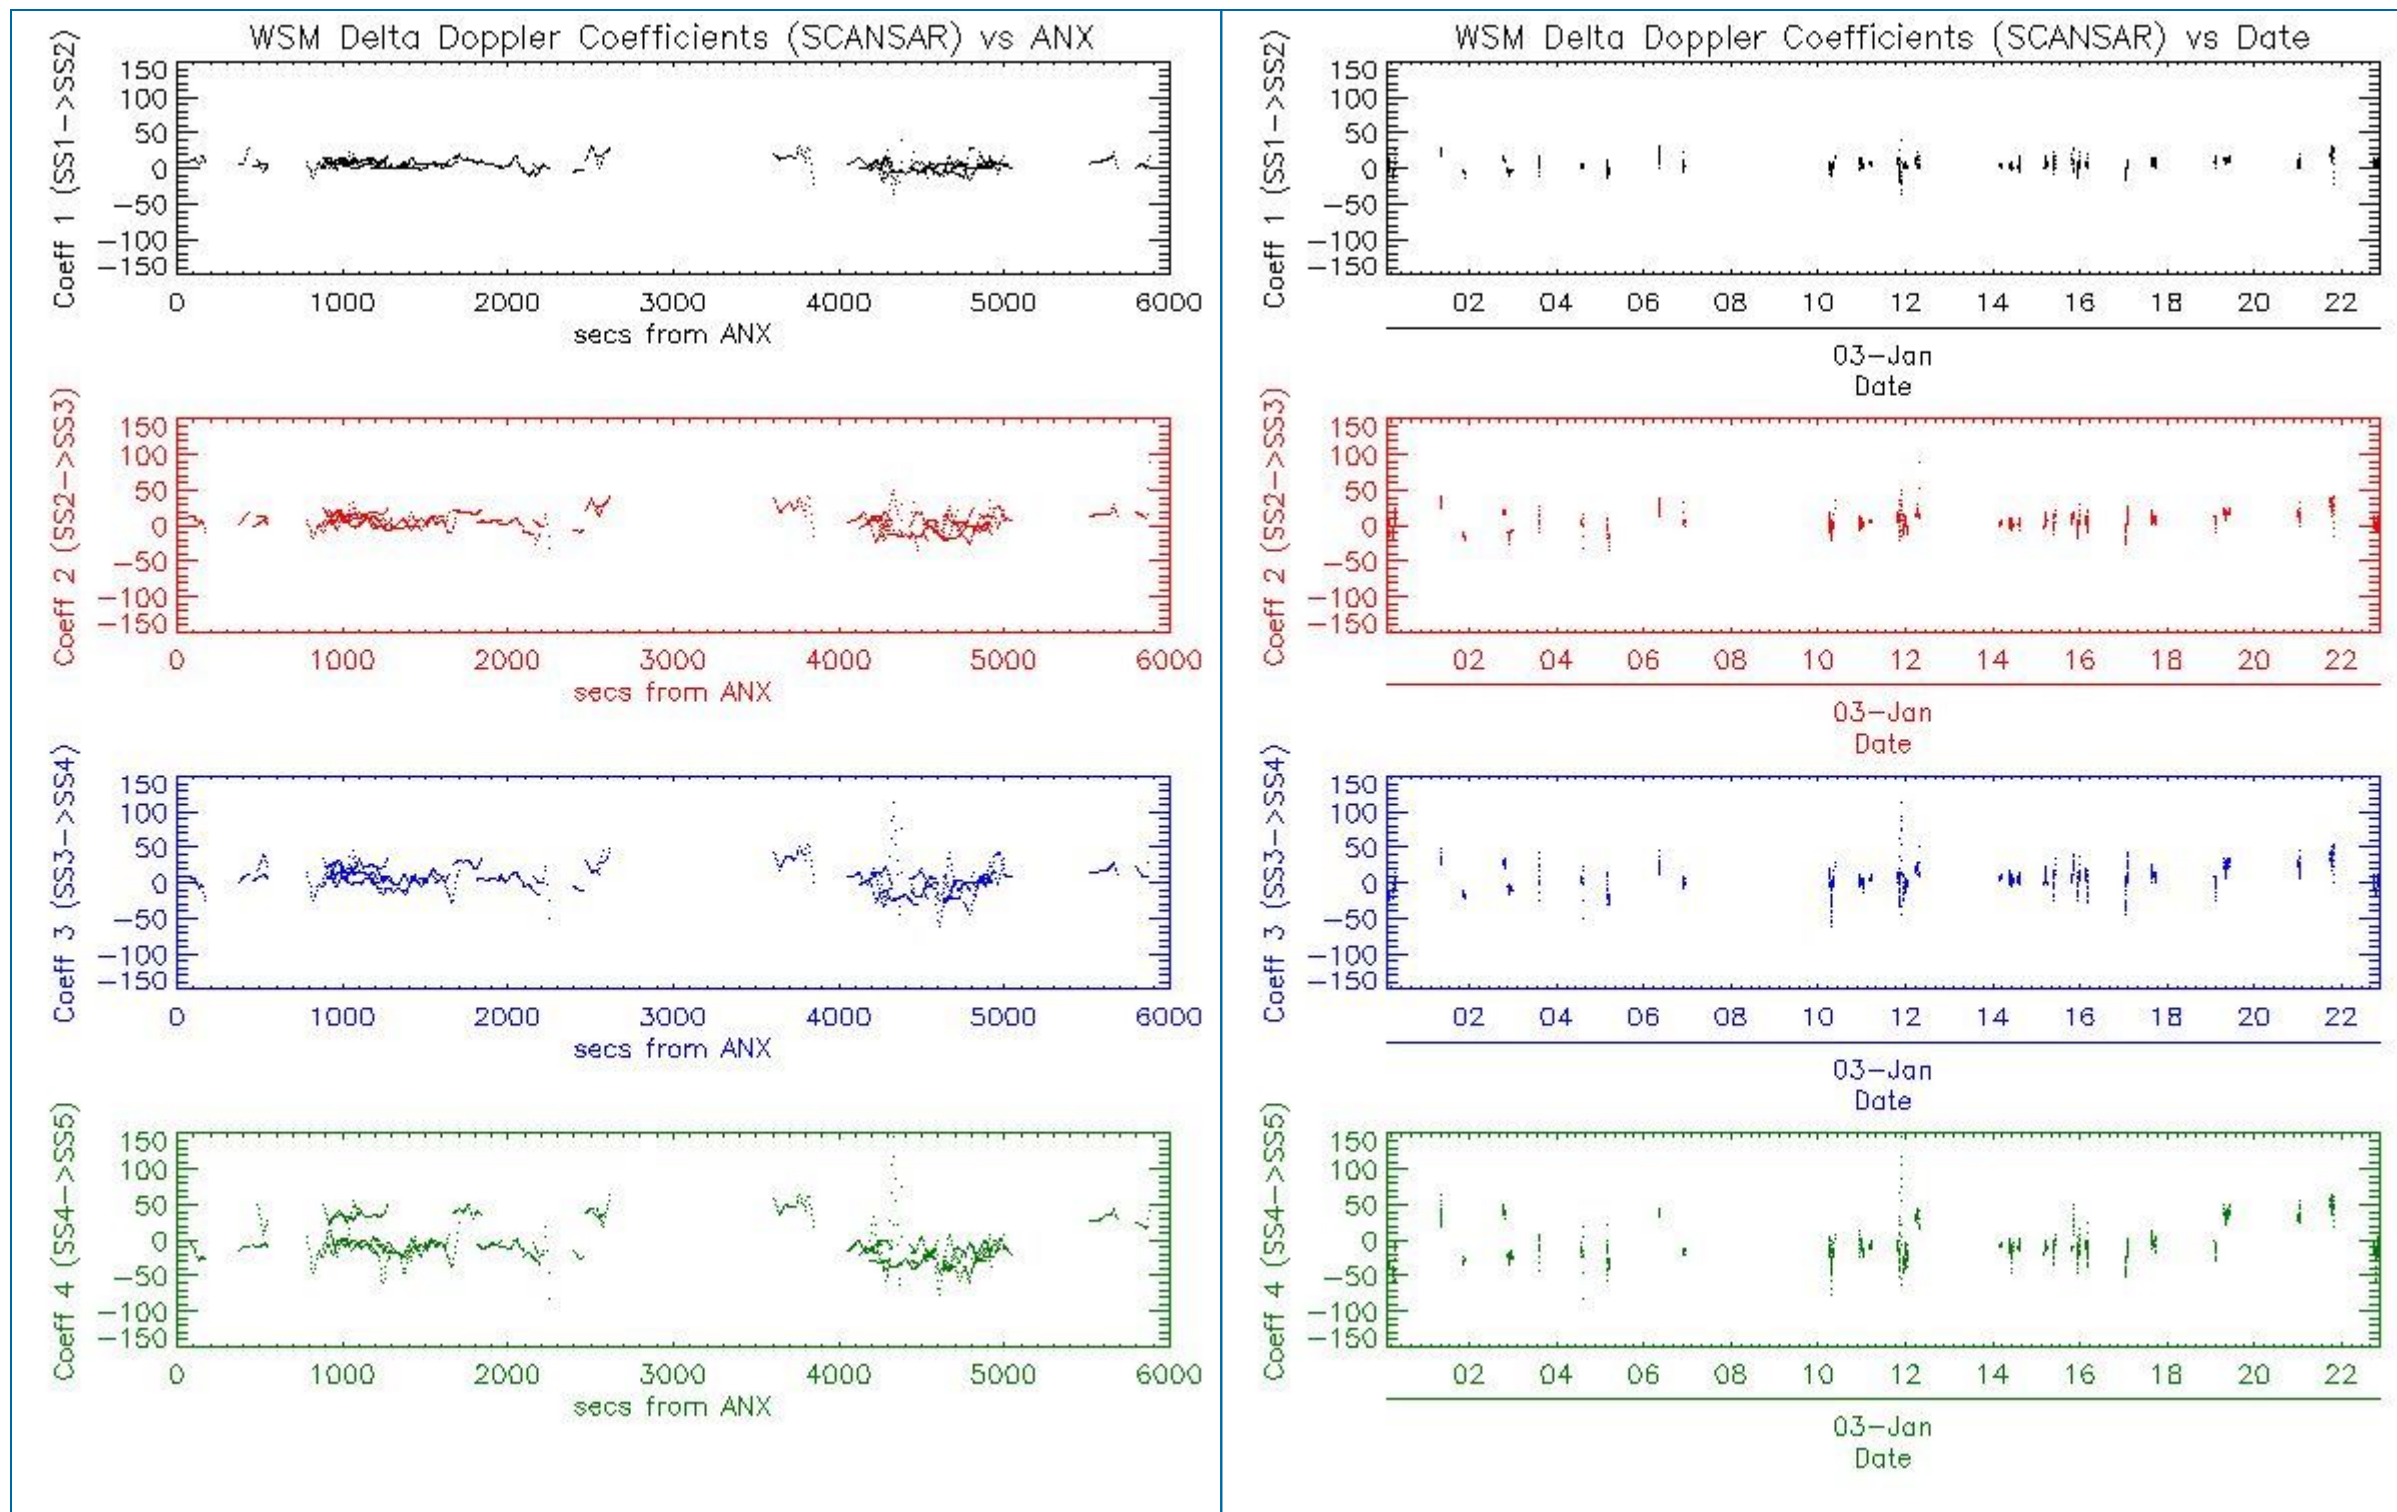 WSM Delta Doppler Coefficients (SCANSAR) vs ANX
Coeff 1 (SS1->SS2)
150
100
50
0
-50
-100
-150
0 1000 2000 3000 4000 5000 6000
secs from ANX
Coeff 2 (SS2->SS3)
150
100
50
0
-50
-100
-150
0 1000 2000 3000 4000 5000 6000
secs from ANX
Coeff 3 (SS3->SS4)
150
100
50
0
-50
-100
-150
0 1000 2000 3000 4000 5000 6000
secs from ANX
Coeff 4 (SS4->SS5)
150
100
50
0
-50
-100
-150
0 1000 2000 3000 4000 5000 6000
secs from ANX
WSM Delta Doppler Coefficients (SCANSAR) vs Date
Coeff 1 (SS1->SS2)
150
100
50
0
-50
-100
-150
02 04 06 08 10 12 14 16 18 20 22
03-Jan
Date
Coeff 2 (SS2->SS3)
150
100
50
0
-50
-100
-150
02 04 06 08 10 12 14 16 18 20 22
03-Jan
Date
Coeff 3 (SS3->SS4)
150
100
50
0
-50
-100
-150
02 04 06 08 10 12 14 16 18 20 22
03-Jan
Date
Coeff 4 (SS4->SS5)
150
100
50
0
-50
-100
-150
02 04 06 08 10 12 14 16 18 20 22
03-Jan
Date